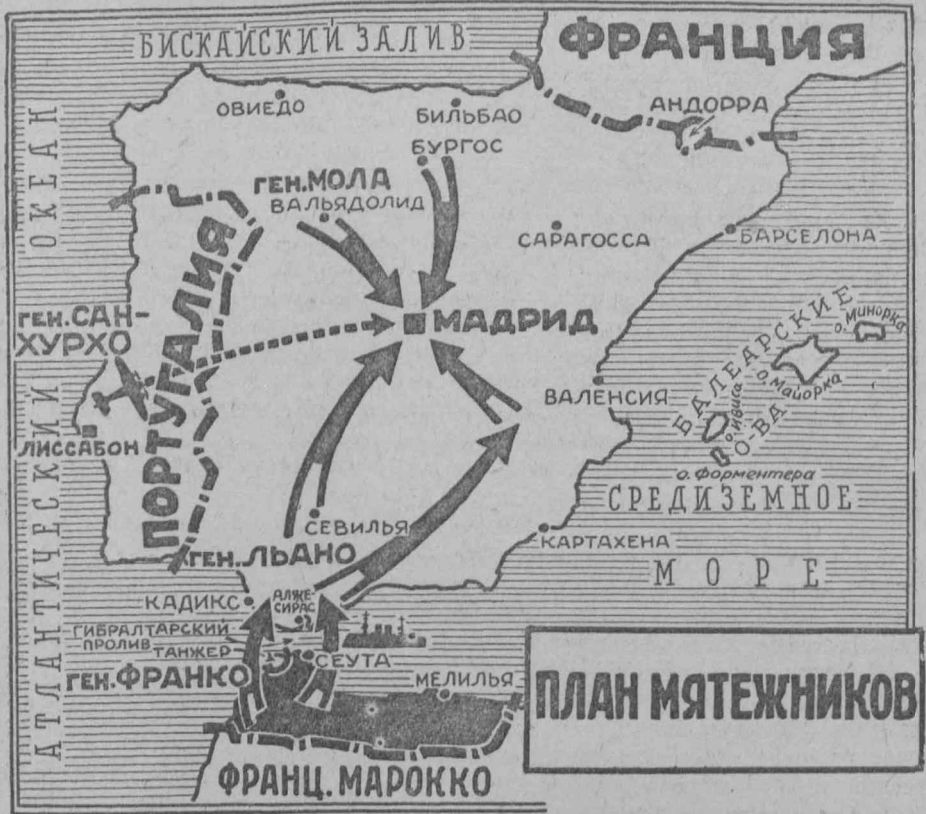 БИСКАЙСКИЙ ЗАЛИВ
ФРАНЦИЯ
ОВИЕДО
БИЛЬБАО
АНДОРРА
БУРГОС
ОКЕАН
ГЕН.МОЛА
ВАЛЬЯДОЛИД
САРАГОССА
БАРСЕЛОНА
ПОРТУГАЛИЯ
ГЕН.САН-
ХУРХО
МАДРИД
БАЛЕАРСКИЕ
О-ВА
о. Минорка
о. Майорка
о. Ивиса
о. Форментера
ВАЛЕНСИЯ
ЛИССАБОН
АТЛАНТИЧЕСКИЙ
СРЕДИЗЕМНОЕ
МОРЕ
СЕВИЛЬЯ
ГЕН.ЛЬАНО
КАРТАХЕНА
КАДИКС
АЛЖЕ-
СИРАС
ГИБРАЛТАРСКИЙ
ПРОЛИВ
ТАНЖЕР
СЕУТА
ГЕН.ФРАНКО
МЕЛИЛЬЯ
ПЛАН МЯТЕЖНИКОВ
ФРАНЦ. МАРОККО